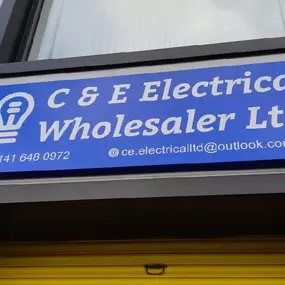 C & E Electrica
Wholesaler Lt
141 648 0972
ce.electricalltd@outlook.co